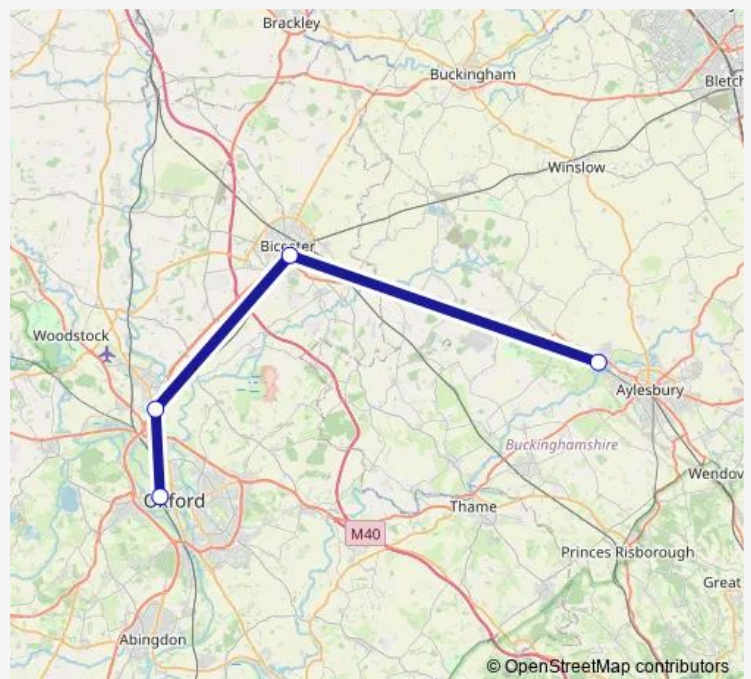 Brackley
Buckingham
Bletch
Winslow
Bicester
Woodstock
Aylesbury
Buckinghamshire
Wendov
Oxford
Thame
M40
Princes Risborough
Great
Abingdon
© OpenStreetMap contributors